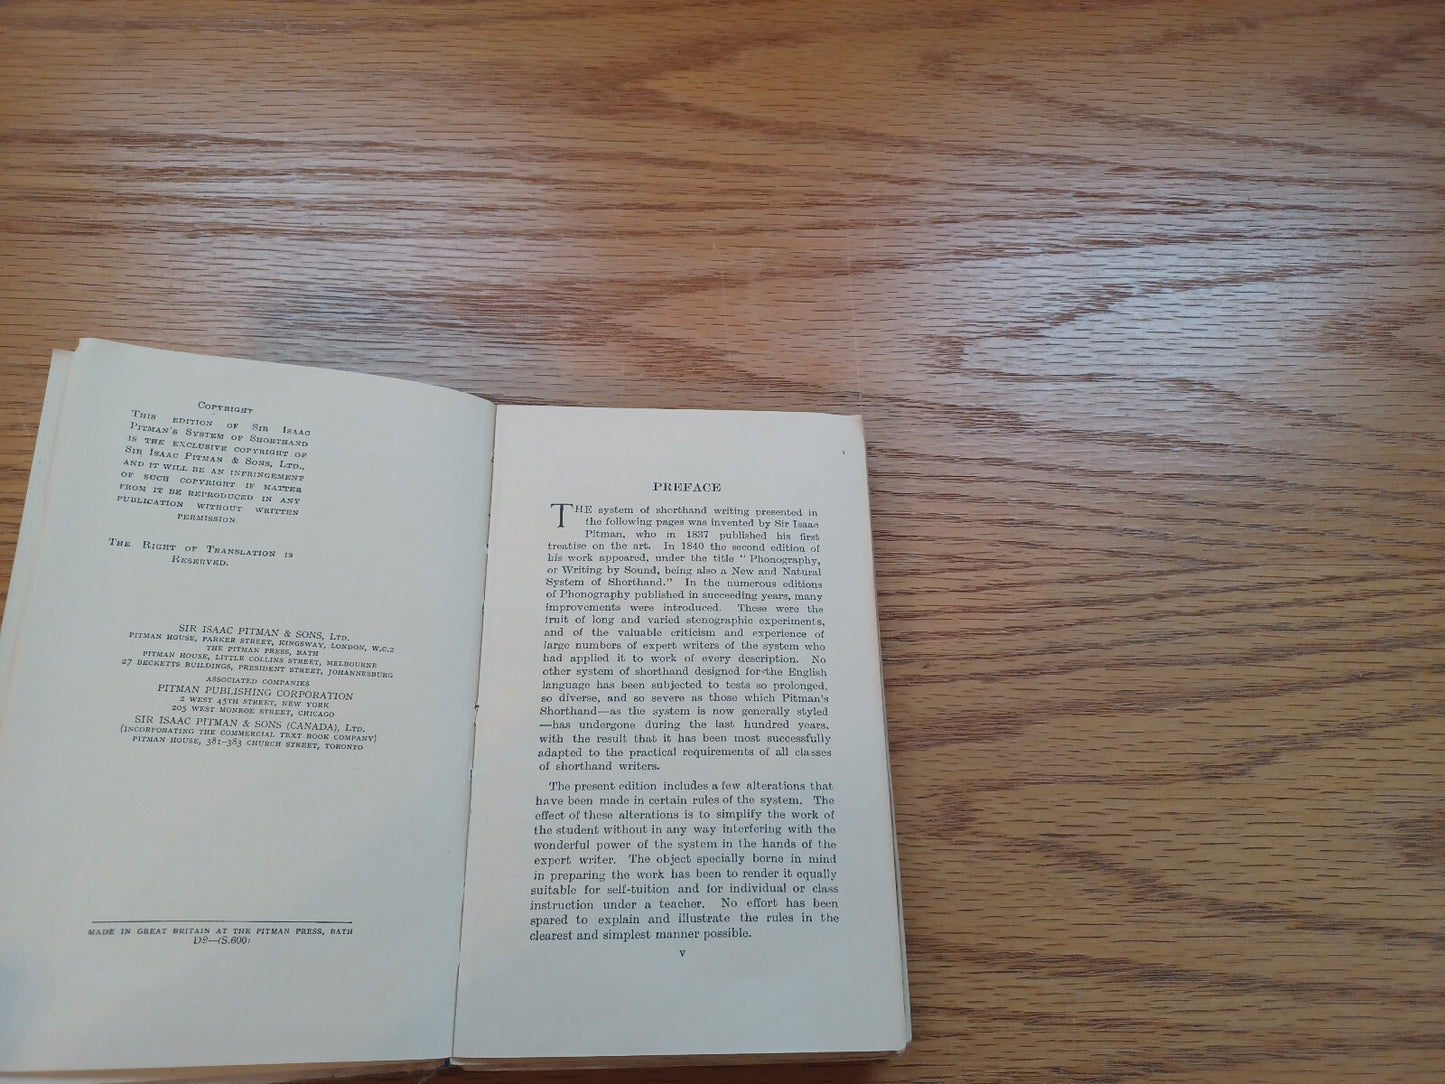 COPYRIGHT
THIS EDITION OF SIR ISAAC
PITMAN'S SYSTEM OF SHORTHAND
IS THE EXCLUSIVE COPYRIGHT OF
SIR ISAAC PITMAN & SONS, LTD.,
AND IT WILL BE AN INFRINGEMENT
OF SUCH COPYRIGHT IF MATTER
FROM IT BE REPRODUCED IN ANY
PUBLICATION WITHOUT WRITTEN
PERMISSION
THE RIGHT OF TRANSLATION IS
RESERVED.
SIR ISAAC PITMAN & SONS, LTD.
PITMAN HOUSE, PARKER STREET, KINGSWAY, LONDON, W.C.2
THE PITMAN PRESS, BATH
PITMAN HOUSE, LITTLE COLLINS STREET, MELBOURNE
27 BECKETTS BUILDINGS, PRESIDENT STREET, JOHANNESBURG
ASSOCIATED COMPANIES
PITMAN PUBLISHING CORPORATION
2 WEST 45TH STREET, NEW YORK
205 WEST MONROE STREET, CHICAGO
SIR ISAAC PITMAN & SONS (CANADA), LTD.
(INCORPORATING THE COMMERCIAL TEXT BOOK COMPANY)
PITMAN HOUSE, 381–383 CHURCH STREET, TORONTO
MADE IN GREAT BRITAIN AT THE PITMAN PRESS, BATH
D9—(S.600)
PREFACE
THE system of shorthand writing presented in
the following pages was invented by Sir Isaac
Pitman, who in 1837 published his first
treatise on the art. In 1840 the second edition of
his work appeared, under the title " Phonography,
or Writing by Sound, being also a New and Natural
System of Shorthand." In the numerous editions
of Phonography published in succeeding years, many
improvements were introduced. These were the
fruit of long and varied stenographic experiments,
and of the valuable criticism and experience of
large numbers of expert writers of the system who
had applied it to work of every description. No
other system of shorthand designed for the English
language has been subjected to tests so prolonged,
so diverse, and so severe as those which Pitman's
Shorthand—as the system is now generally styled
—has undergone during the last hundred years,
with the result that it has been most successfully
adapted to the practical requirements of all classes
of shorthand writers.
The present edition includes a few alterations that
have been made in certain rules of the system. The
effect of these alterations is to simplify the work of
the student without in any way interfering with the
wonderful power of the system in the hands of the
expert writer. The object specially borne in mind
in preparing the work has been to render it equally
suitable for self-tuition and for individual or class
instruction under a teacher. No effort has been
spared to explain and illustrate the rules in the
clearest and simplest manner possible.
v